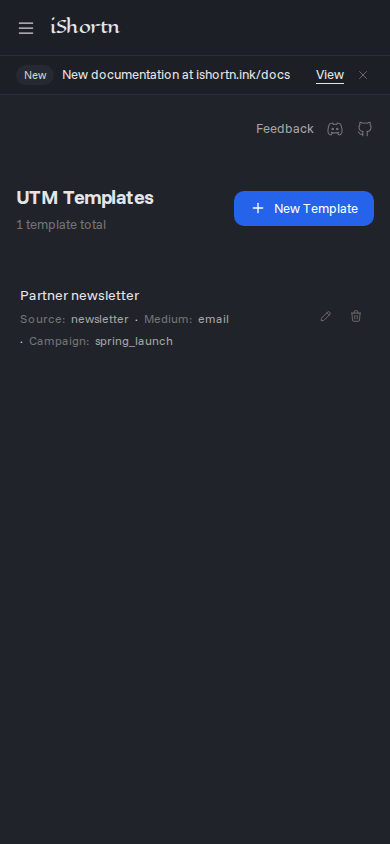 iShortn
New New documentation at ishortn.ink/docs View
Feedback
UTM Templates
New Template
1 template total
Partner newsletter
Source: newsletter · Medium: email
· Campaign: spring_launch